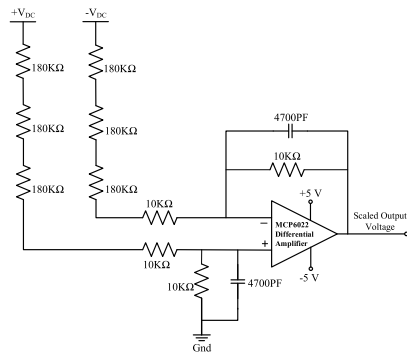 +VDC
-VDC
180KΩ
180KΩ
180KΩ
180KΩ
180KΩ
180KΩ
4700PF
10KΩ
10KΩ
+5 V
MCP6022
Differential
Amplifier
−
+
Scaled Output
Voltage
10KΩ
-5 V
10KΩ
4700PF
Gnd